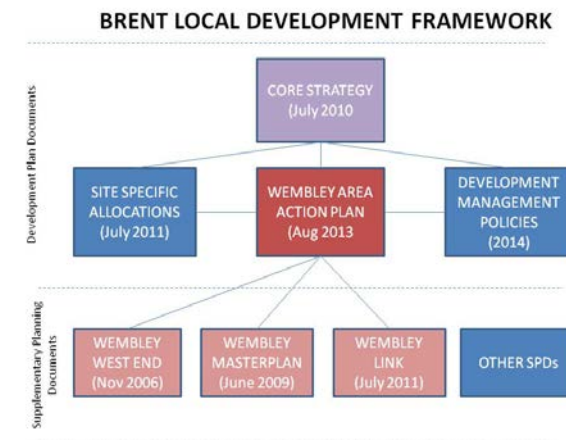 BRENT LOCAL DEVELOPMENT FRAMEWORK
Development Plan Documents
CORE STRATEGY
(July 2010
SITE SPECIFIC
ALLOCATIONS
(July 2011)
WEMBLEY AREA
ACTION PLAN
(Aug 2013
DEVELOPMENT
MANAGEMENT
POLICIES
(2014)
Supplementary Planning
Documents
WEMBLEY
WEST END
(Nov 2006)
WEMBLEY
MASTERPLAN
(June 2009)
WEMBLEY
LINK
(July 2011)
OTHER SPDs